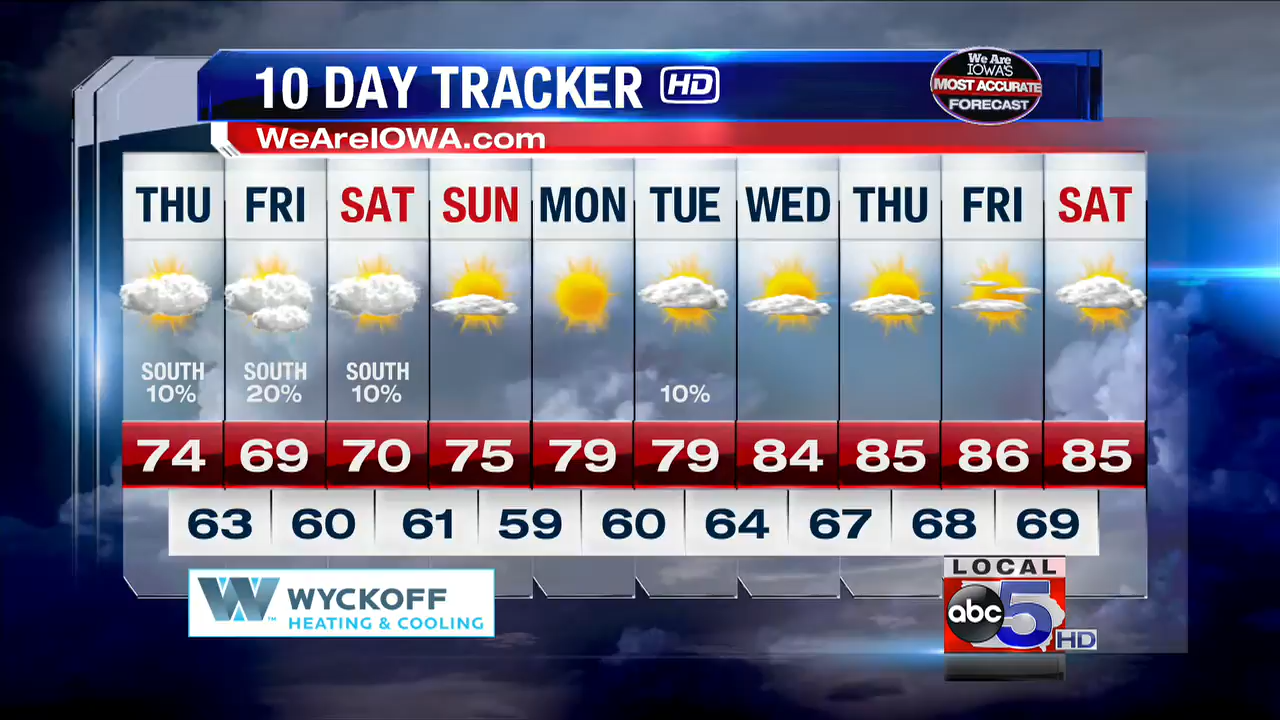 10 DAY TRACKER HD
We Are
IOWA'S
MOST ACCURATE
FORECAST
WeAreIOWA.com
THU FRI SAT SUN MON TUE WED THU FRI SAT
SOUTH SOUTH SOUTH
10% 20% 10% 10%
74 69 70 75 79 79 84 85 86 85
63 60 61 59 60 64 67 68 69
W™ WYCKOFF
HEATING & COOLING
LOCAL
abc 5
HD